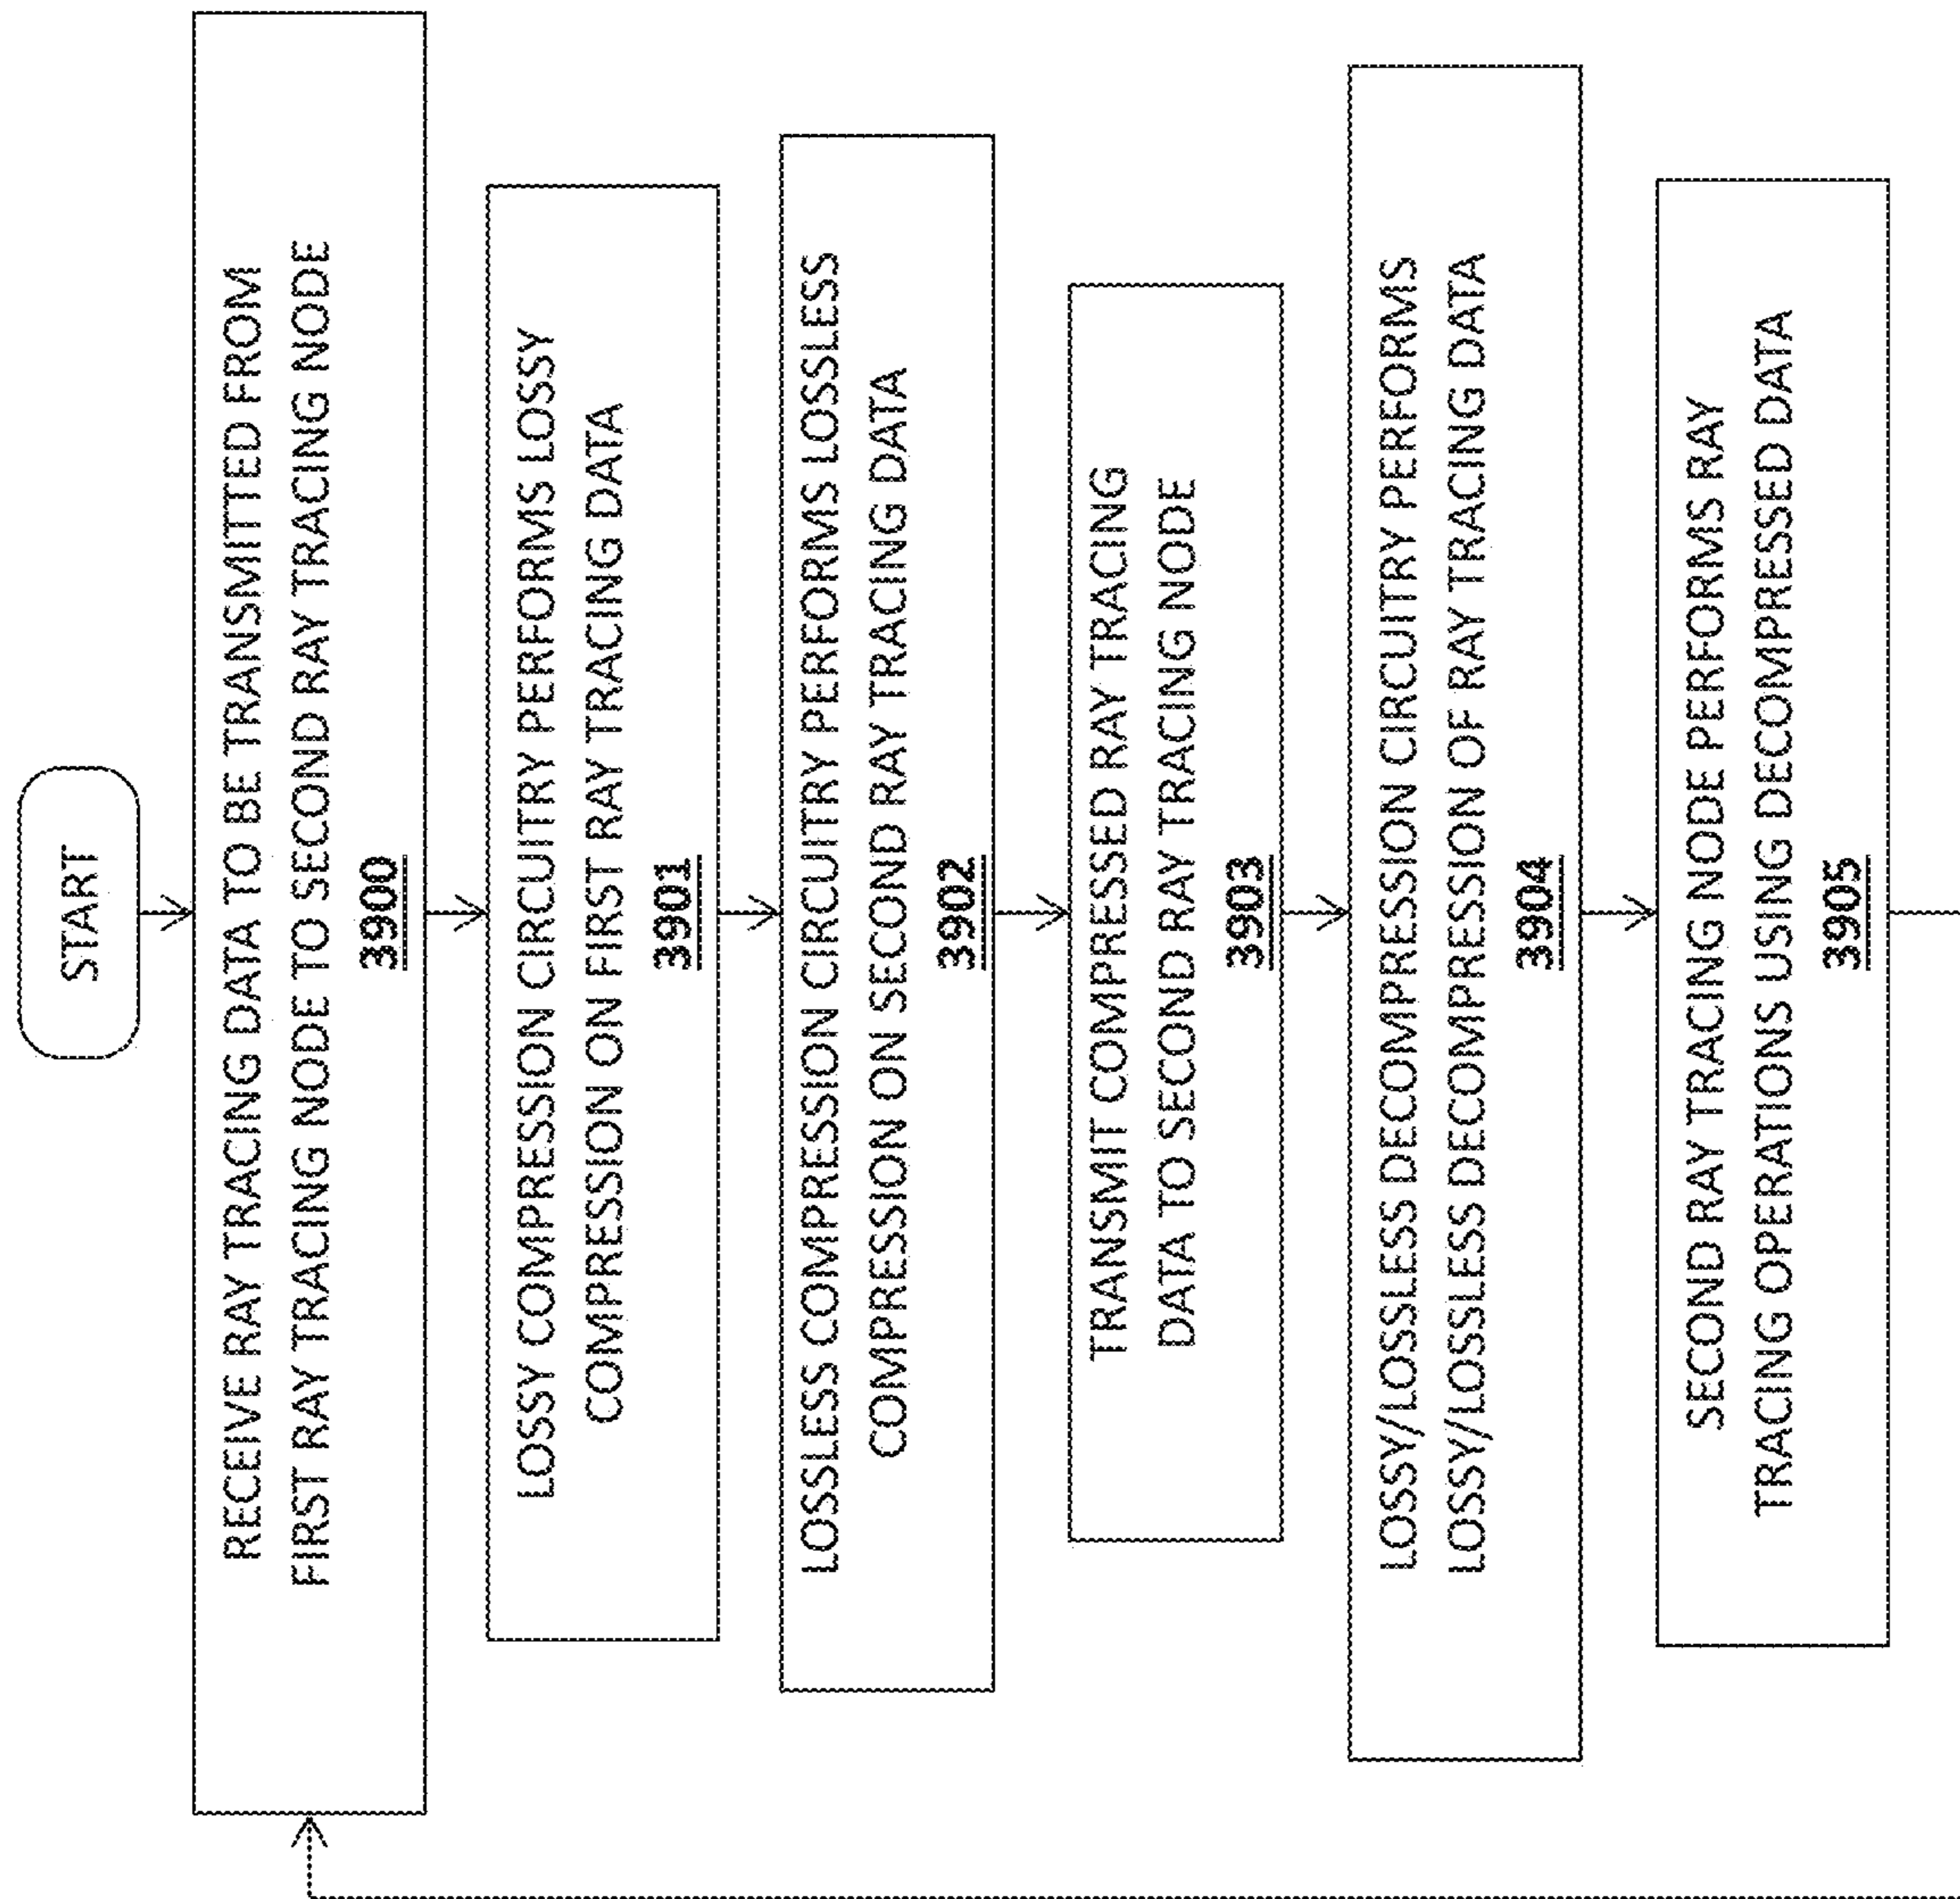 START
RECEIVE RAY TRACING DATA TO BE TRANSMITTED FROM
FIRST RAY TRACING NODE TO SECOND RAY TRACING NODE
3900
LOSSY COMPRESSION CIRCUITRY PERFORMS LOSSY
COMPRESSION ON FIRST RAY TRACING DATA
3901
LOSSLESS COMPRESSION CIRCUITRY PERFORMS LOSSLESS
COMPRESSION ON SECOND RAY TRACING DATA
3902
TRANSMIT COMPRESSED RAY TRACING
DATA TO SECOND RAY TRACING NODE
3903
LOSSY/LOSSLESS DECOMPRESSION CIRCUITRY PERFORMS
LOSSY/LOSSLESS DECOMPRESSION OF RAY TRACING DATA
3904
SECOND RAY TRACING NODE PERFORMS RAY
TRACING OPERATIONS USING DECOMPRESSED DATA
3905